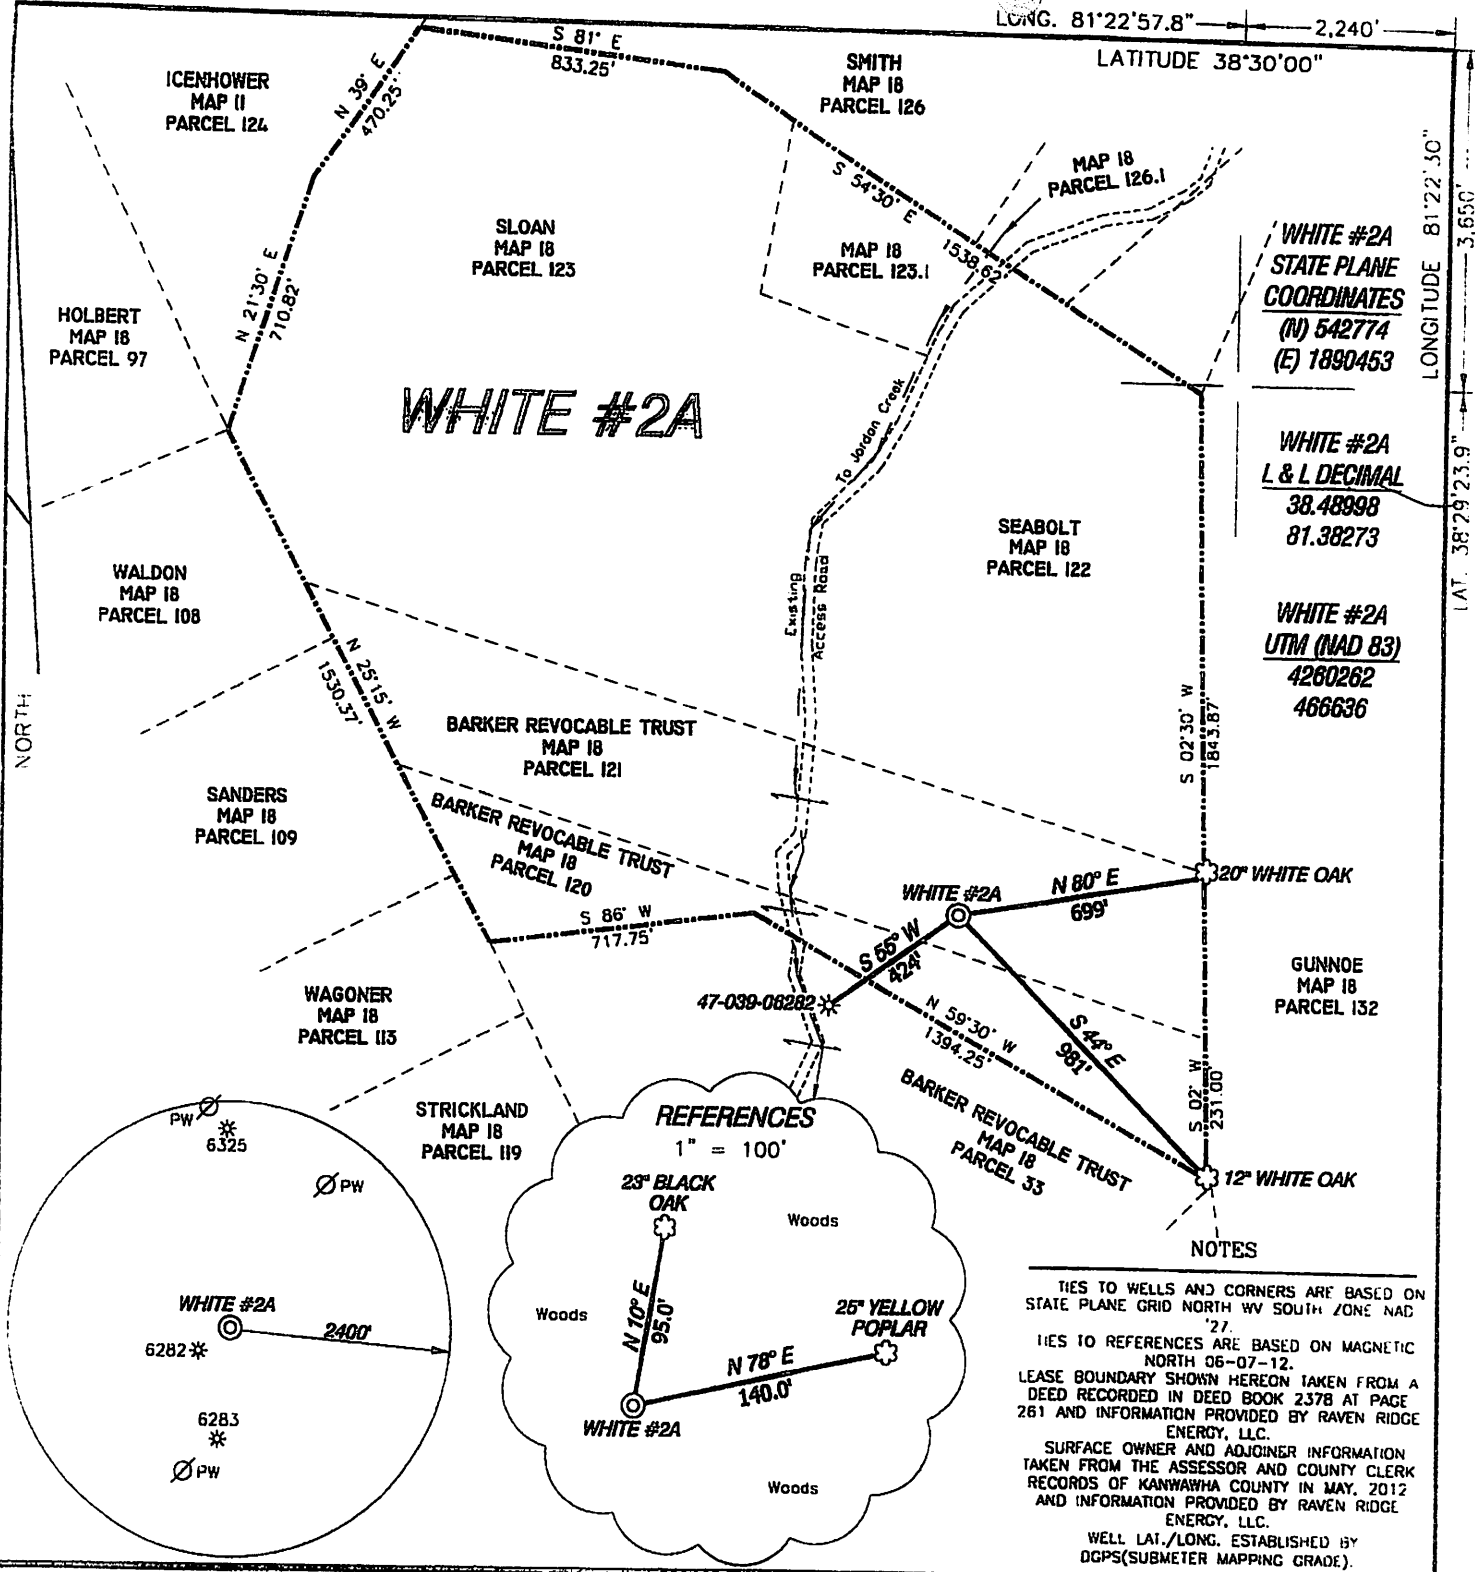 LONG. 81°22'57.8"
2,240'
LATITUDE 38°30'00"
LONGITUDE 81°22'30"
3,650'
LAT. 38°29'23.9"
NORTH
ICENHOWER
MAP 11
PARCEL 124
N 39° E
470.25'
S 81° E
833.25'
SMITH
MAP 18
PARCEL 126
MAP 18
PARCEL 126.1
S 54°30' E
1538.62'
SLOAN
MAP 18
PARCEL 123
MAP 18
PARCEL 123.1
N 21°30' E
710.82'
HOLBERT
MAP 18
PARCEL 97
WHITE #2A
STATE PLANE
COORDINATES
(N) 542774
(E) 1890453
WHITE #2A
To Jordan Creek
WHITE #2A
L & L DECIMAL
38.48998
81.38273
SEABOLT
MAP 18
PARCEL 122
WALDON
MAP 18
PARCEL 108
Existing
Access Road
WHITE #2A
UTM (NAD 83)
4260262
466636
N 25°15' W
1530.37'
S 02°30' W
1843.87'
BARKER REVOCABLE TRUST
MAP 18
PARCEL 121
SANDERS
MAP 18
PARCEL 109
BARKER REVOCABLE TRUST
MAP 18
PARCEL 120
S 86° W
717.75'
WHITE #2A
N 80° E
699'
20" WHITE OAK
S 55° W
424'
47-039-06282
N 59°30' W
1394.25'
S 44° E
981'
GUNNOE
MAP 18
PARCEL 132
WAGONER
MAP 18
PARCEL 113
S 02° W
231.00
BARKER REVOCABLE TRUST
MAP 18
PARCEL 33
12" WHITE OAK
STRICKLAND
MAP 18
PARCEL 119
PW
6325
PW
WHITE #2A
2400'
6282
6283
PW
REFERENCES
1" = 100'
23" BLACK
OAK
Woods
Woods
N 10° E
95.0'
25" YELLOW
POPLAR
N 78° E
140.0'
WHITE #2A
Woods
NOTES
TIES TO WELLS AND CORNERS ARE BASED ON
STATE PLANE GRID NORTH WV SOUTH ZONE NAD
'27.
TIES TO REFERENCES ARE BASED ON MAGNETIC
NORTH 06-07-12.
LEASE BOUNDARY SHOWN HEREON TAKEN FROM A
DEED RECORDED IN DEED BOOK 2378 AT PAGE
261 AND INFORMATION PROVIDED BY RAVEN RIDGE
ENERGY, LLC.
SURFACE OWNER AND ADJOINER INFORMATION
TAKEN FROM THE ASSESSOR AND COUNTY CLERK
RECORDS OF KANWAWHA COUNTY IN MAY, 2012
AND INFORMATION PROVIDED BY RAVEN RIDGE
ENERGY, LLC.
WELL LAT./LONG. ESTABLISHED BY
DGPS(SUBMETER MAPPING GRADE).